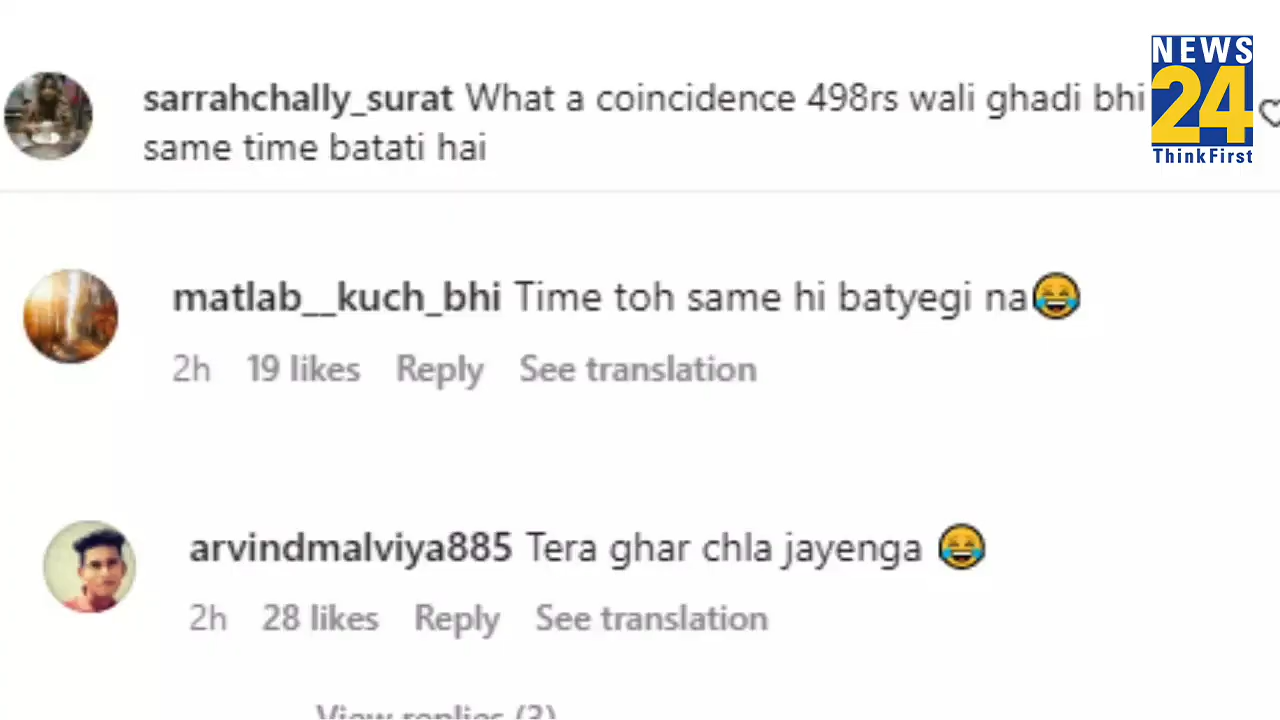 NEWS
24
ThinkFirst
sarrahchally_surat What a coincidence 498rs wali ghadi bhi
same time batati hai
matlab__kuch_bhi Time toh same hi batyegi na😂
2h 19 likes Reply See translation
arvindmalviya885 Tera ghar chla jayenga 😂
2h 28 likes Reply See translation
View replies (3)